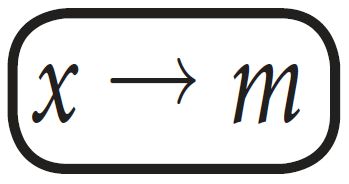 x → m